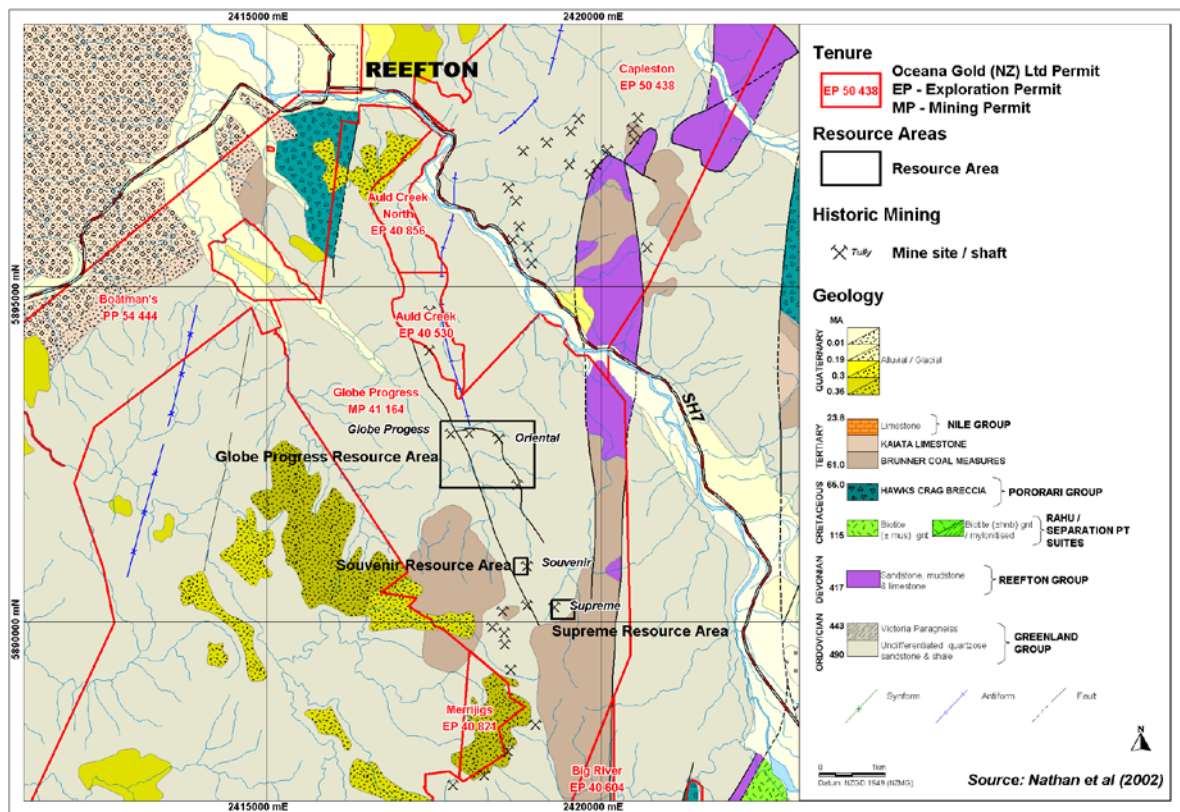 2415000 mE
2420000 mE
REEFTON
Capleston
EP 50 438
Auld Creek
North
EP 40 856
5895000 mN
Boatman's
PP 54 444
Auld Creek
EP 40 530
SH7
Globe Progress
MP 41 164
Globe Progess
Oriental
Globe Progress Resource Area
Souvenir Resource Area
Souvenir
Supreme
5890000 mN
Supreme Resource Area
Merrijigs
EP 40 821
Big River
EP 40 604
2415000 mE
2420000 mE
Tenure
EP 50 438
Oceana Gold (NZ) Ltd Permit
EP - Exploration Permit
MP - Mining Permit
Resource Areas
Resource Area
Historic Mining
Tully
Mine site / shaft
Geology
MA
QUATERNARY
0.01
0.19
0.3
0.36
Alluvial / Glacial
TERTIARY
23.8
61.0
Limestone
NILE GROUP
KAIATA LIMESTONE
BRUNNER COAL MEASURES
CRETACEOUS
65.0
115
HAWKS CRAG BRECCIA
PORORARI GROUP
Biotite
(± mus) gnt
Biotite (±hnb) gnt
/ mylonitised
RAHU /
SEPARATION PT
SUITES
DEVONIAN
417
Sandstone, mudstone
& limestone
REEFTON GROUP
ORDOVICIAN
443
490
Victoria Paragneiss
Undifferentiated quartzose
sandstone & shale
GREENLAND
GROUP
Synform
Antiform
Fault
N
0
1km
Datum: NZGD 1949 (NZMG)
Source: Nathan et al (2002)